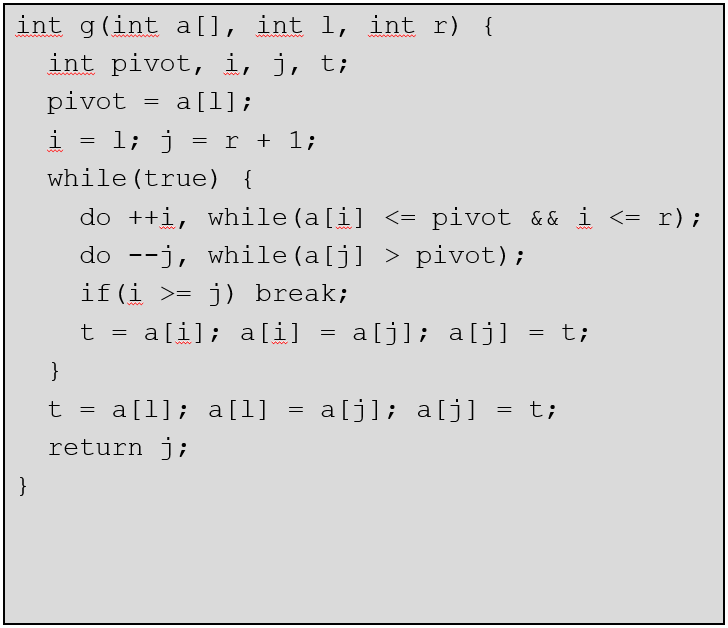 int g(int a[], int l, int r) {
int pivot, i, j, t;
pivot = a[l];
i = l; j = r + 1;
while(true) {
do ++i, while(a[i] <= pivot && i <= r);
do --j, while(a[j] > pivot);
if(i >= j) break;
t = a[i]; a[i] = a[j]; a[j] = t;
}
t = a[l]; a[l] = a[j]; a[j] = t;
return j;
}